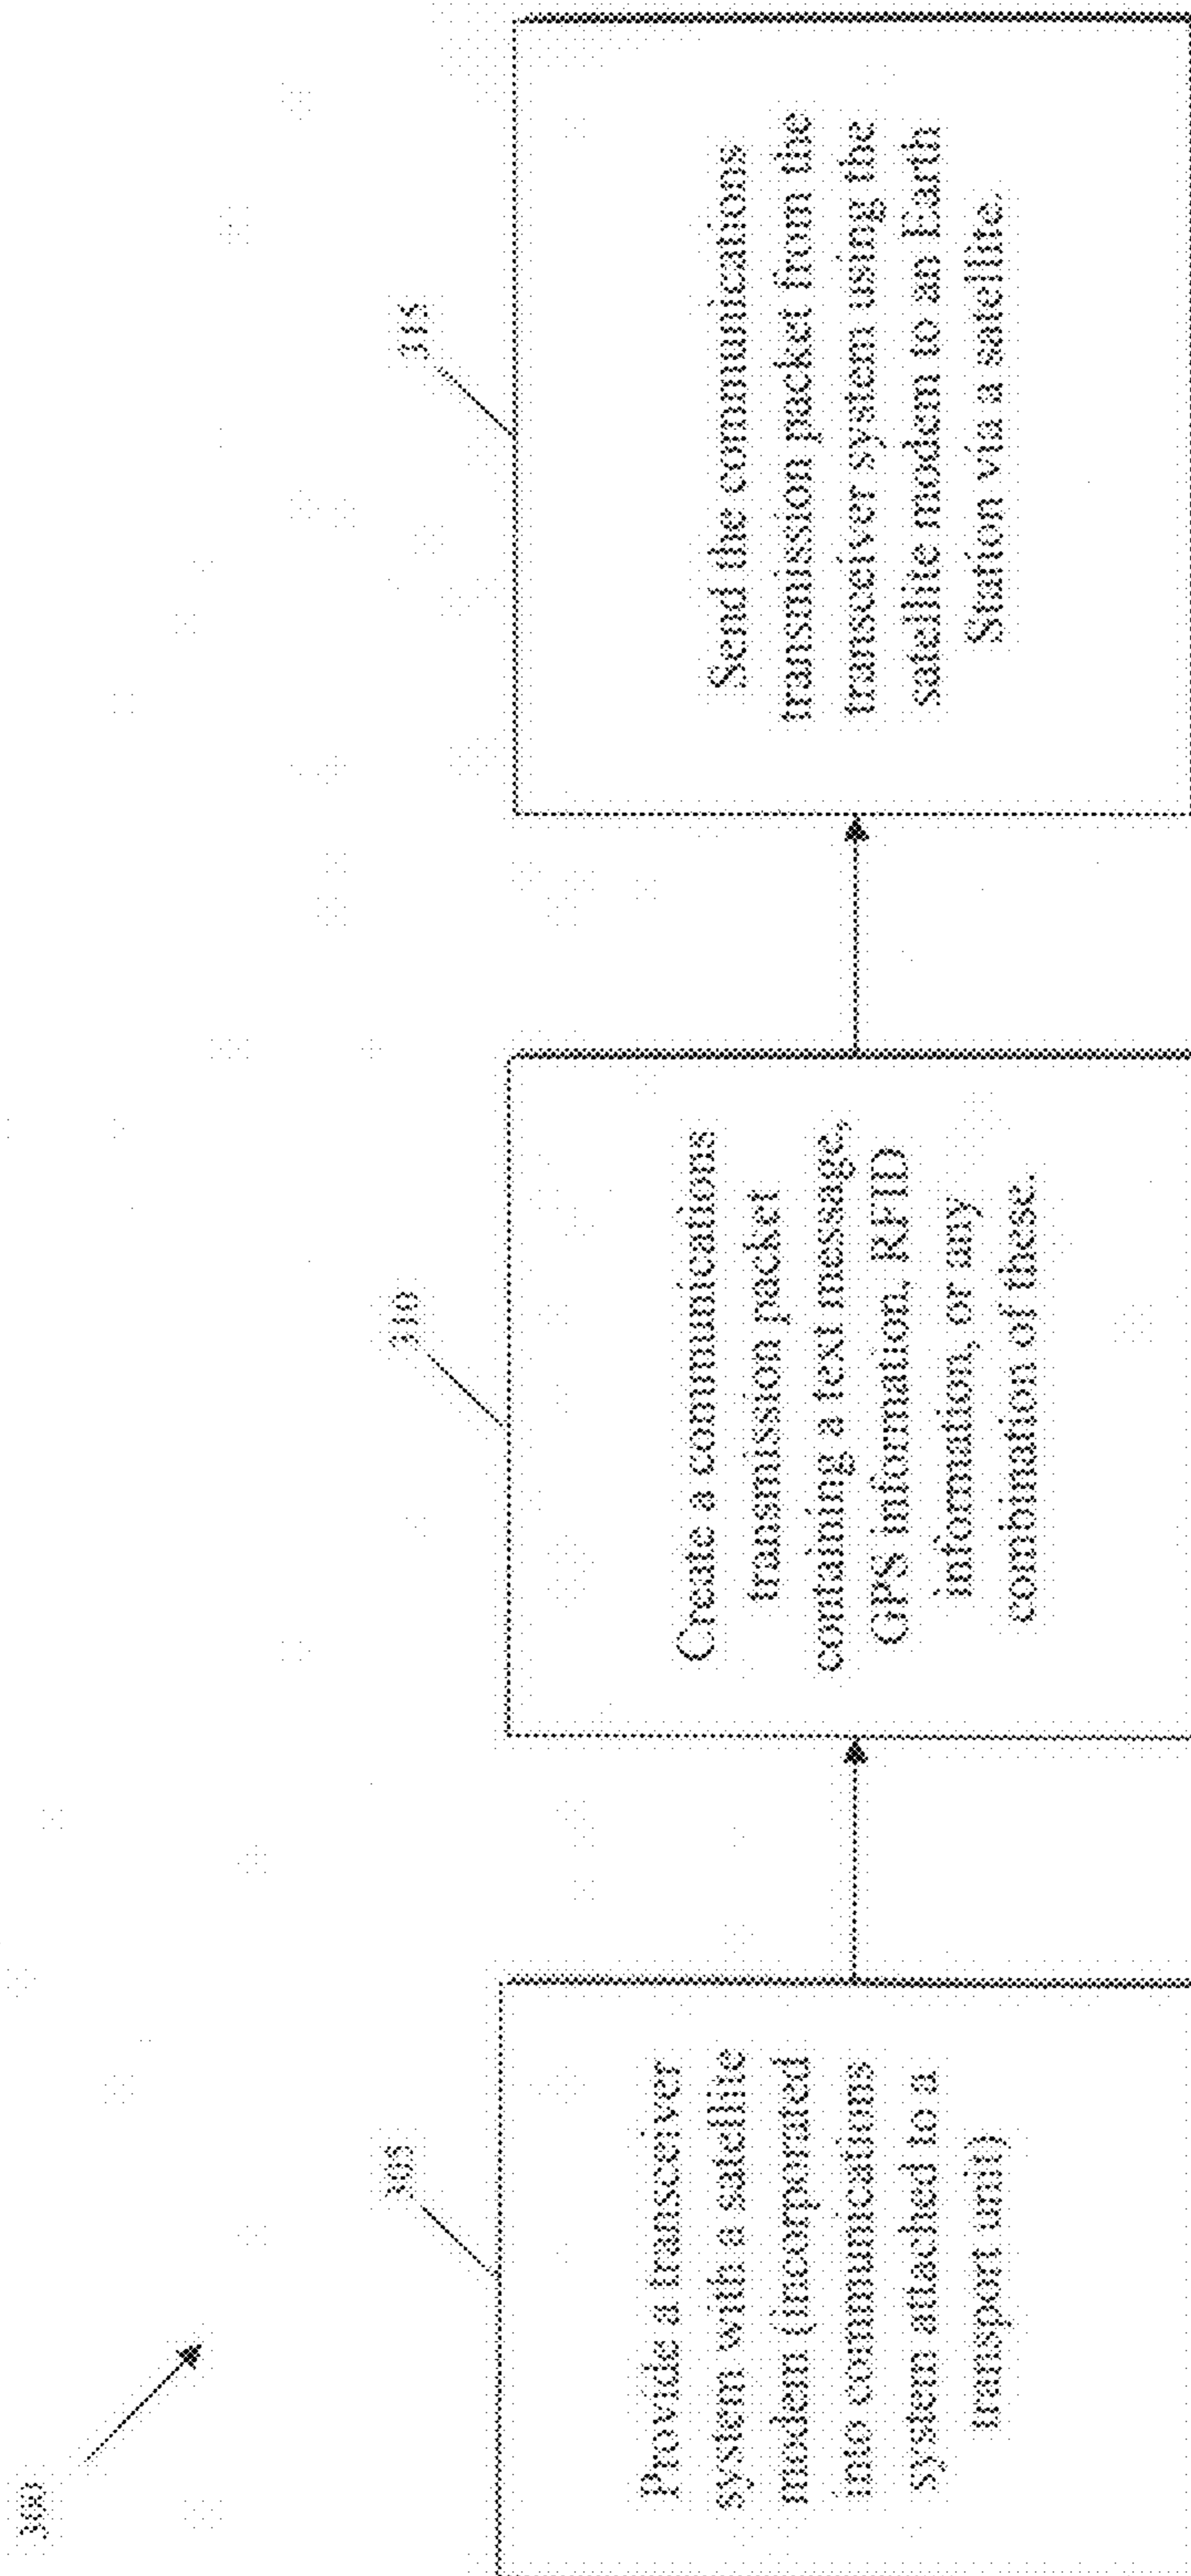 300
305
Provide a transceiver
system with a satellite
modem (incorporated
into communications
system attached to a
transport unit)
310
Create a communications
transmission packet
containing a text message,
GPS information, RFID
information, or any
combination of these.
315
Send the communications
transmission packet from the
transceiver system using the
satellite modem to an Earth
Station via a satellite.